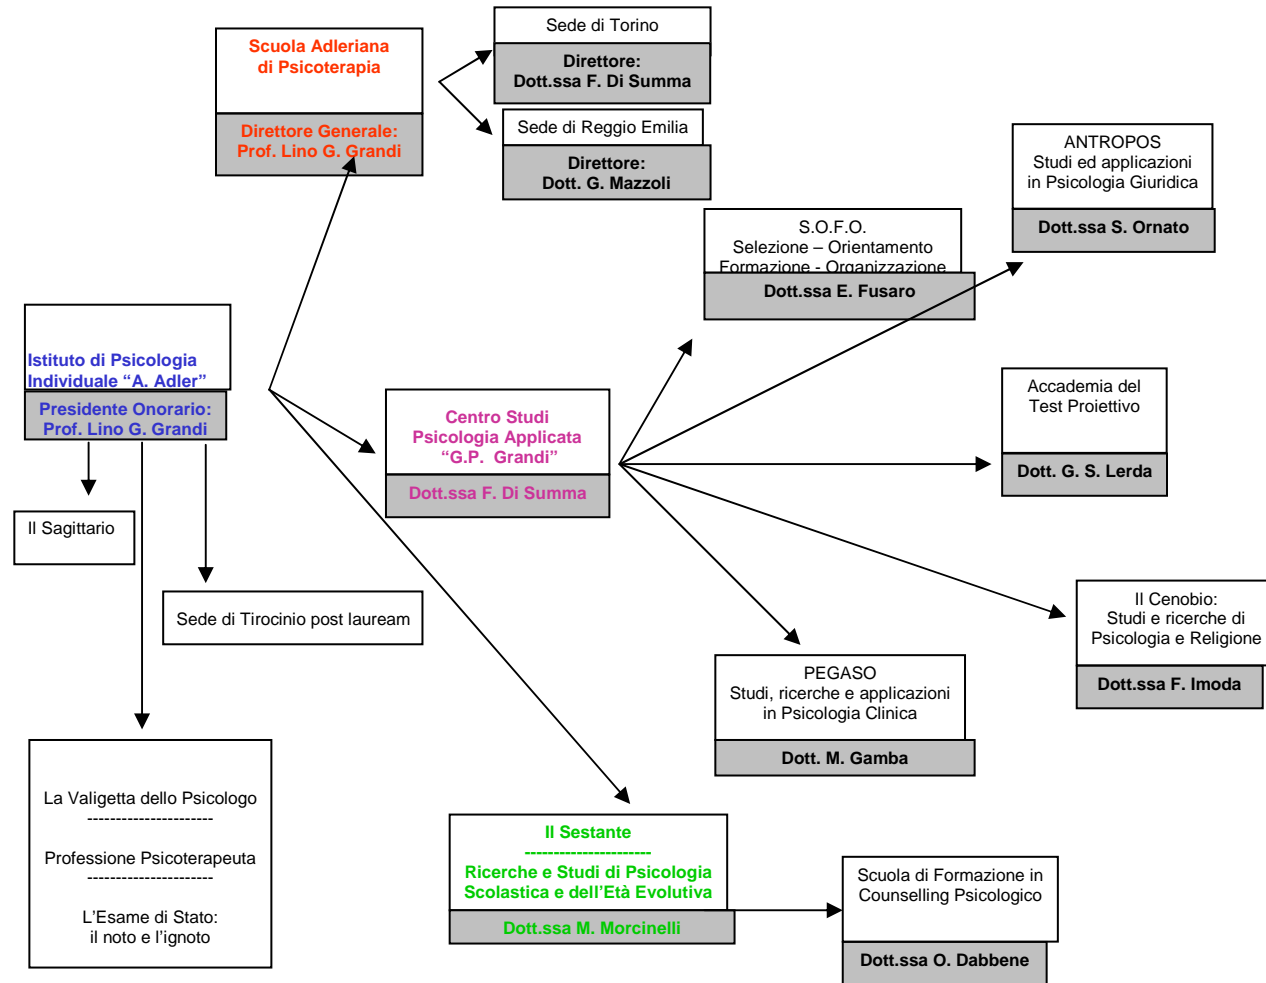 Scuola Adleriana
di Psicoterapia
Direttore Generale:
Prof. Lino G. Grandi
Sede di Torino
Direttore:
Dott.ssa F. Di Summa
Sede di Reggio Emilia
Direttore:
Dott. G. Mazzoli
ANTROPOS
Studi ed applicazioni
in Psicologia Giuridica
Dott.ssa S. Ornato
S.O.F.O.
Selezione – Orientamento
Formazione - Organizzazione
Dott.ssa E. Fusaro
Istituto di Psicologia
Individuale “A. Adler”
Presidente Onorario:
Prof. Lino G. Grandi
Centro Studi
Psicologia Applicata
“G.P. Grandi”
Dott.ssa F. Di Summa
Accademia del
Test Proiettivo
Dott. G. S. Lerda
Il Sagittario
Sede di Tirocinio post lauream
Il Cenobio:
Studi e ricerche di
Psicologia e Religione
Dott.ssa F. Imoda
PEGASO
Studi, ricerche e applicazioni
in Psicologia Clinica
Dott. M. Gamba
La Valigetta dello Psicologo
----------------------
Professione Psicoterapeuta
----------------------
L’Esame di Stato:
il noto e l’ignoto
Il Sestante
----------------------
Ricerche e Studi di Psicologia
Scolastica e dell’Età Evolutiva
Dott.ssa M. Morcinelli
Scuola di Formazione in
Counselling Psicologico
Dott.ssa O. Dabbene